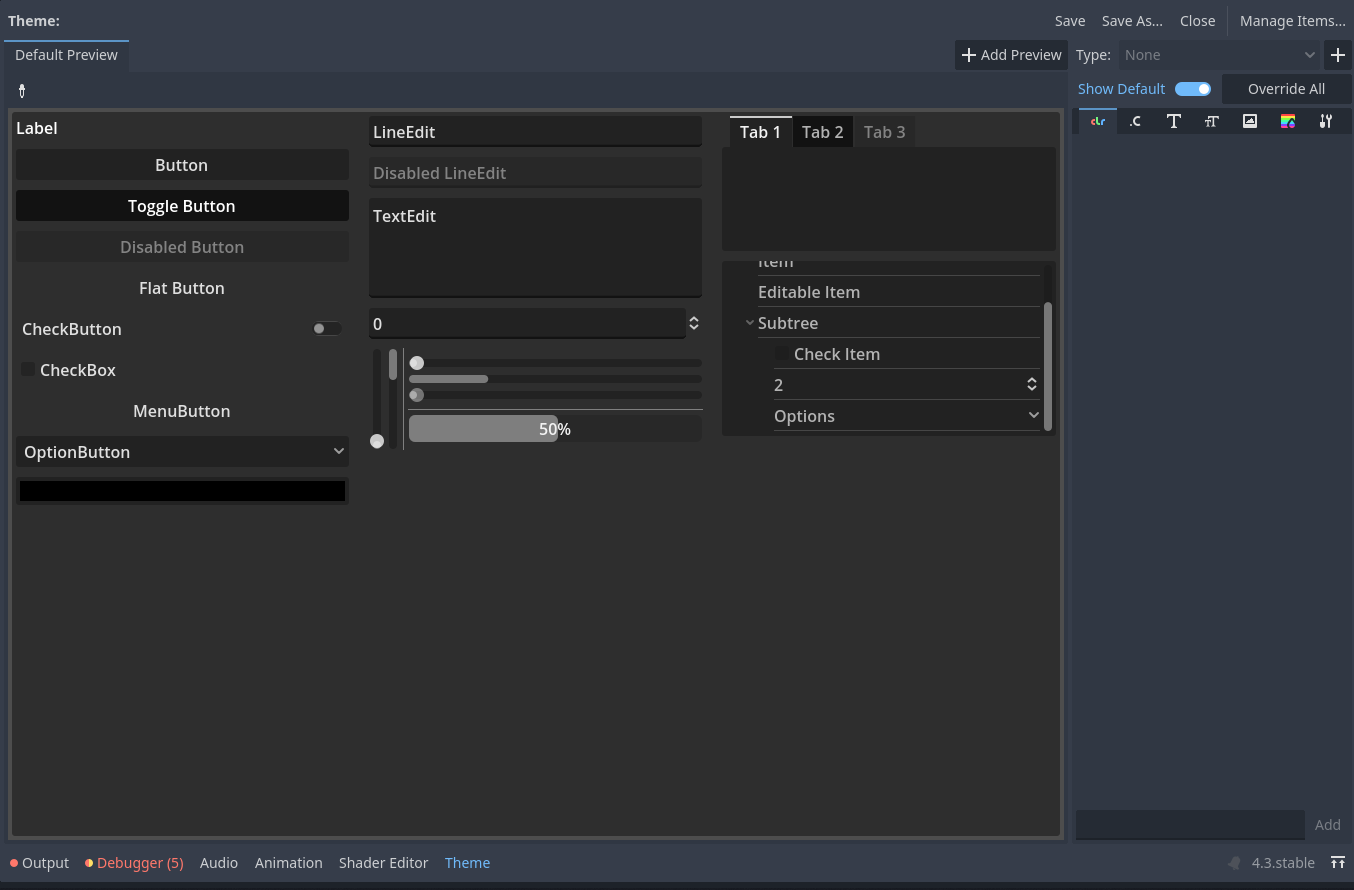 Theme:
Save Save As... Close Manage Items...
Default Preview
Add Preview
Type: None
Show Default
Override All
Label
Button
Toggle Button
Disabled Button
Flat Button
CheckButton
CheckBox
MenuButton
OptionButton
LineEdit
Disabled LineEdit
TextEdit
0
50%
Tab 1 Tab 2 Tab 3
Item
Editable Item
Subtree
Check Item
2
Options
Add
Output Debugger (5) Audio Animation Shader Editor Theme
4.3.stable